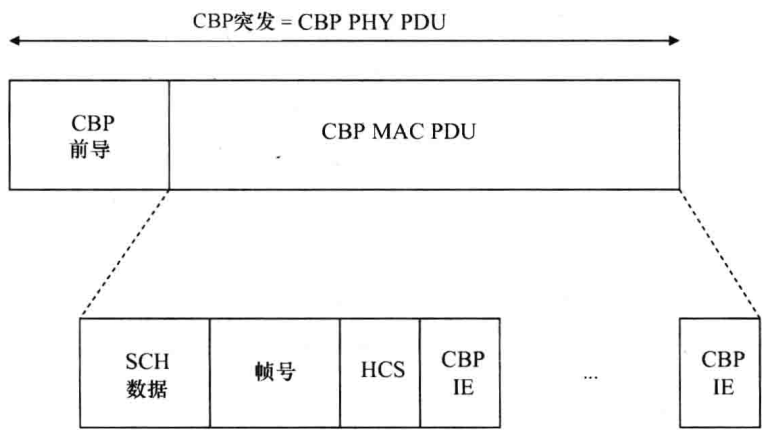 CBP突发 = CBP PHY PDU
CBP
前导
CBP MAC PDU
SCH
数据
帧号
HCS
CBP
IE
...
CBP
IE